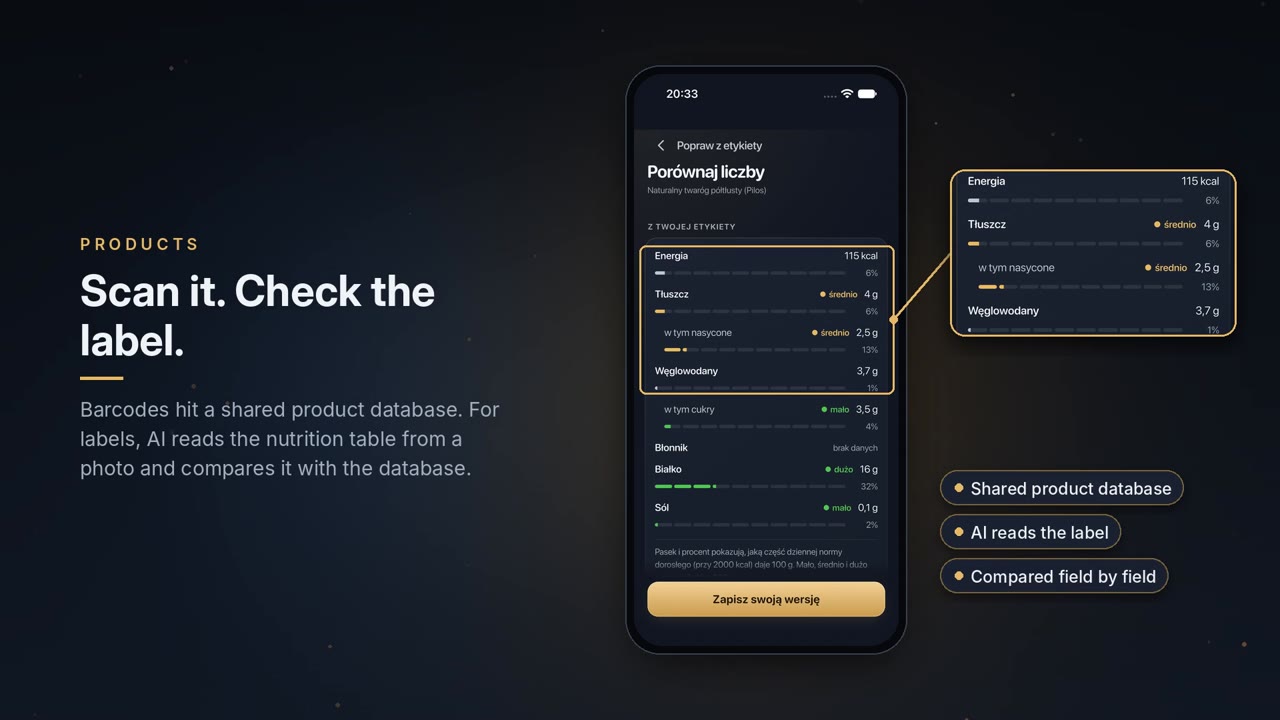 PRODUCTS
Scan it. Check the
label.
Barcodes hit a shared product database. For
labels, AI reads the nutrition table from a
photo and compares it with the database.
20:33
Popraw z etykiety
Porównaj liczby
Naturalny twaróg półtłusty (Pilos)
Z TWOJEJ ETYKIETY
Energia 115 kcal
6%
Tłuszcz średnio 4 g
6%
w tym nasycone średnio 2,5 g
13%
Węglowodany 3,7 g
1%
w tym cukry mało 3,5 g
4%
Błonnik brak danych
Białko dużo 16 g
32%
Sól mało 0,1 g
2%
Pasek i procent pokazują, jaką część dziennej normy
dorosłego (przy 2000 kcal) daje 100 g. Mało, średnio i dużo
Zapisz swoją wersję
Energia 115 kcal
6%
Tłuszcz średnio 4 g
6%
w tym nasycone średnio 2,5 g
13%
Węglowodany 3,7 g
1%
Shared product database
AI reads the label
Compared field by field